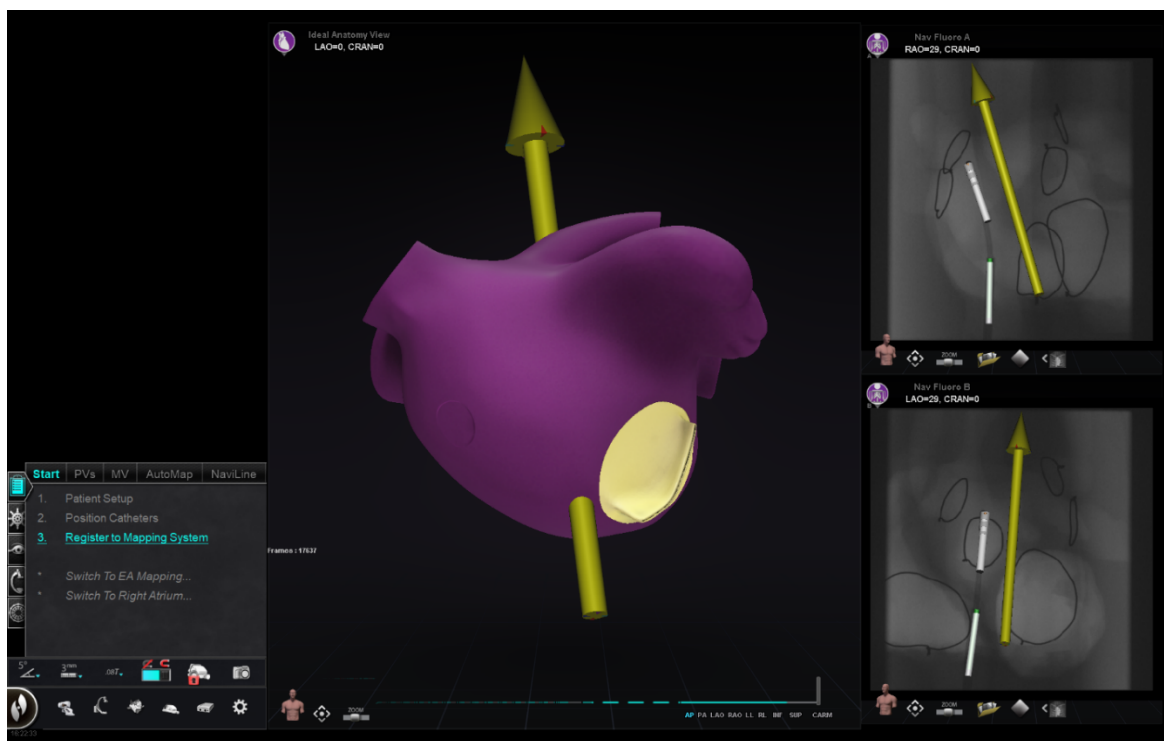 Ideal Anatomy View
LAO=0, CRAN=0
Nav Fluoro A
RAO=29, CRAN=0
ZOOM
Nav Fluoro B
LAO=29, CRAN=0
ZOOM
Start PVs MV AutoMap NaviLine
1. Patient Setup
2. Position Catheters
3. Register to Mapping System
* Switch To EA Mapping...
* Switch To Right Atrium...
Frames : 17637
5°
3mm
.08T
ZOOM
AP PA LAO RAO LL RL INF SUP CARM